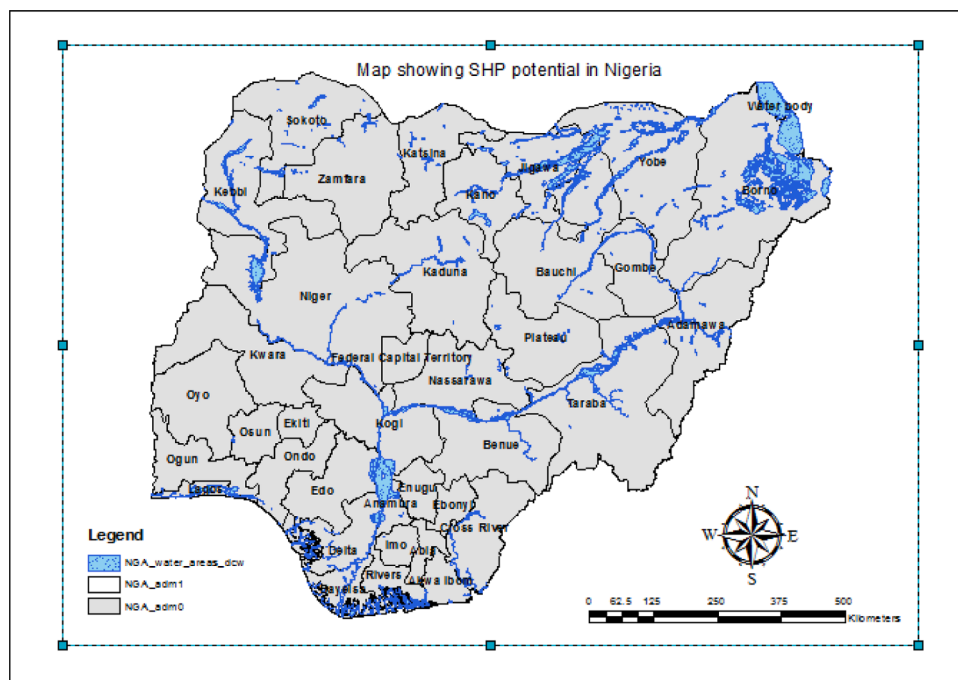 Map showing SHP potential in Nigeria
Water body
Sokoto
Katsina
Jigawa
Yobe
Zamfara
Kano
Kebbi
Borno
Kaduna
Bauchi
Gombe
Niger
Adamawa
Plateau
Kwara
Federal Capital Territory
Nassarawa
Oyo
Taraba
Kogi
Ekiti
Osun
Benue
Ogun
Ondo
Edo
Enugu
Lagos
Anambra
Ebonyi
Cross River
Delta
Imo
Abia
Rivers
Akwa Ibom
Bayelsa
N
W
E
S
Legend
NGA_water_areas_dcw
NGA_adm1
NGA_adm0
0 62.5 125 250 375 500
Kilometers